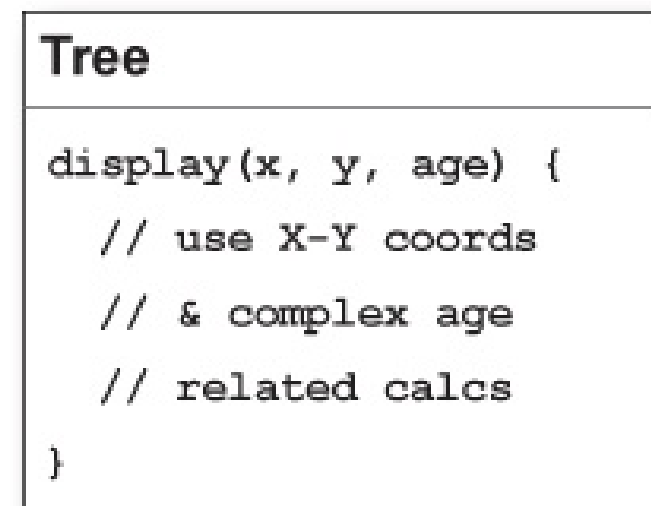 Tree
display(x, y, age) {
// use X-Y coords
// & complex age
// related calcs
}